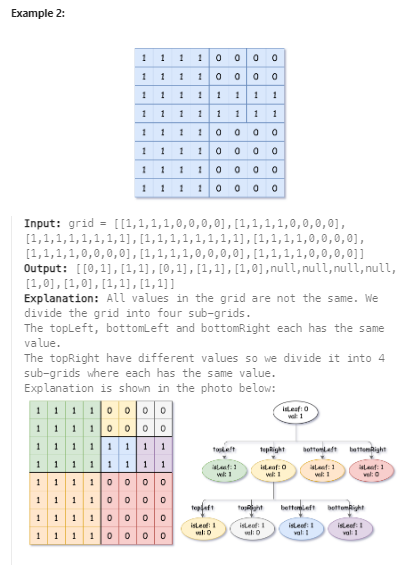 Example 2:
1 1 1 1 0 0 0 0
1 1 1 1 0 0 0 0
1 1 1 1 1 1 1 1
1 1 1 1 1 1 1 1
1 1 1 1 0 0 0 0
1 1 1 1 0 0 0 0
1 1 1 1 0 0 0 0
1 1 1 1 0 0 0 0
Input: grid = [[1,1,1,1,0,0,0,0],[1,1,1,1,0,0,0,0],
[1,1,1,1,1,1,1,1],[1,1,1,1,1,1,1,1],[1,1,1,1,0,0,0,0],
[1,1,1,1,0,0,0,0],[1,1,1,1,0,0,0,0],[1,1,1,1,0,0,0,0]]
Output: [[0,1],[1,1],[0,1],[1,1],[1,0],null,null,null,null,
[1,0],[1,0],[1,1],[1,1]]
Explanation: All values in the grid are not the same. We
divide the grid into four sub-grids.
The topLeft, bottomLeft and bottomRight each has the same
value.
The topRight have different values so we divide it into 4
sub-grids where each has the same value.
Explanation is shown in the photo below:
1 1 1 1 0 0 0 0
1 1 1 1 0 0 0 0
1 1 1 1 1 1 1 1
1 1 1 1 1 1 1 1
1 1 1 1 0 0 0 0
1 1 1 1 0 0 0 0
1 1 1 1 0 0 0 0
1 1 1 1 0 0 0 0
isLeaf: 0
val: 1
topLeft topRight bottomLeft bottomRight
isLeaf: 1 isLeaf: 0 isLeaf: 1 isLeaf: 1
val: 1 val: 1 val: 1 val: 0
topLeft topRight bottomLeft bottomRight
isLeaf: 1 isLeaf: 1 isLeaf: 1 isLeaf: 1
val: 0 val: 0 val: 1 val: 1